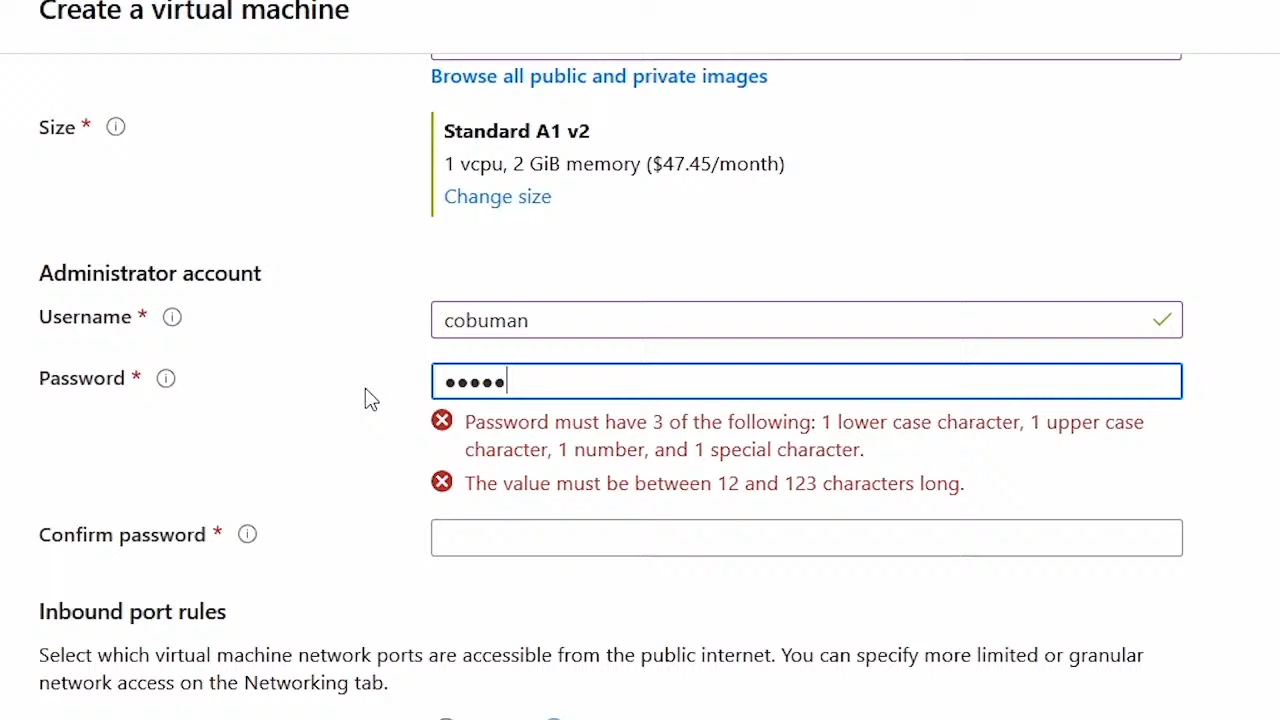 Create a virtual machine
Browse all public and private images
Size *
Standard A1 v2
1 vcpu, 2 GiB memory ($47.45/month)
Change size
Administrator account
Username *
cobuman
Password *
●●●●●
Password must have 3 of the following: 1 lower case character, 1 upper case
character, 1 number, and 1 special character.
The value must be between 12 and 123 characters long.
Confirm password *
Inbound port rules
Select which virtual machine network ports are accessible from the public internet. You can specify more limited or granular
network access on the Networking tab.